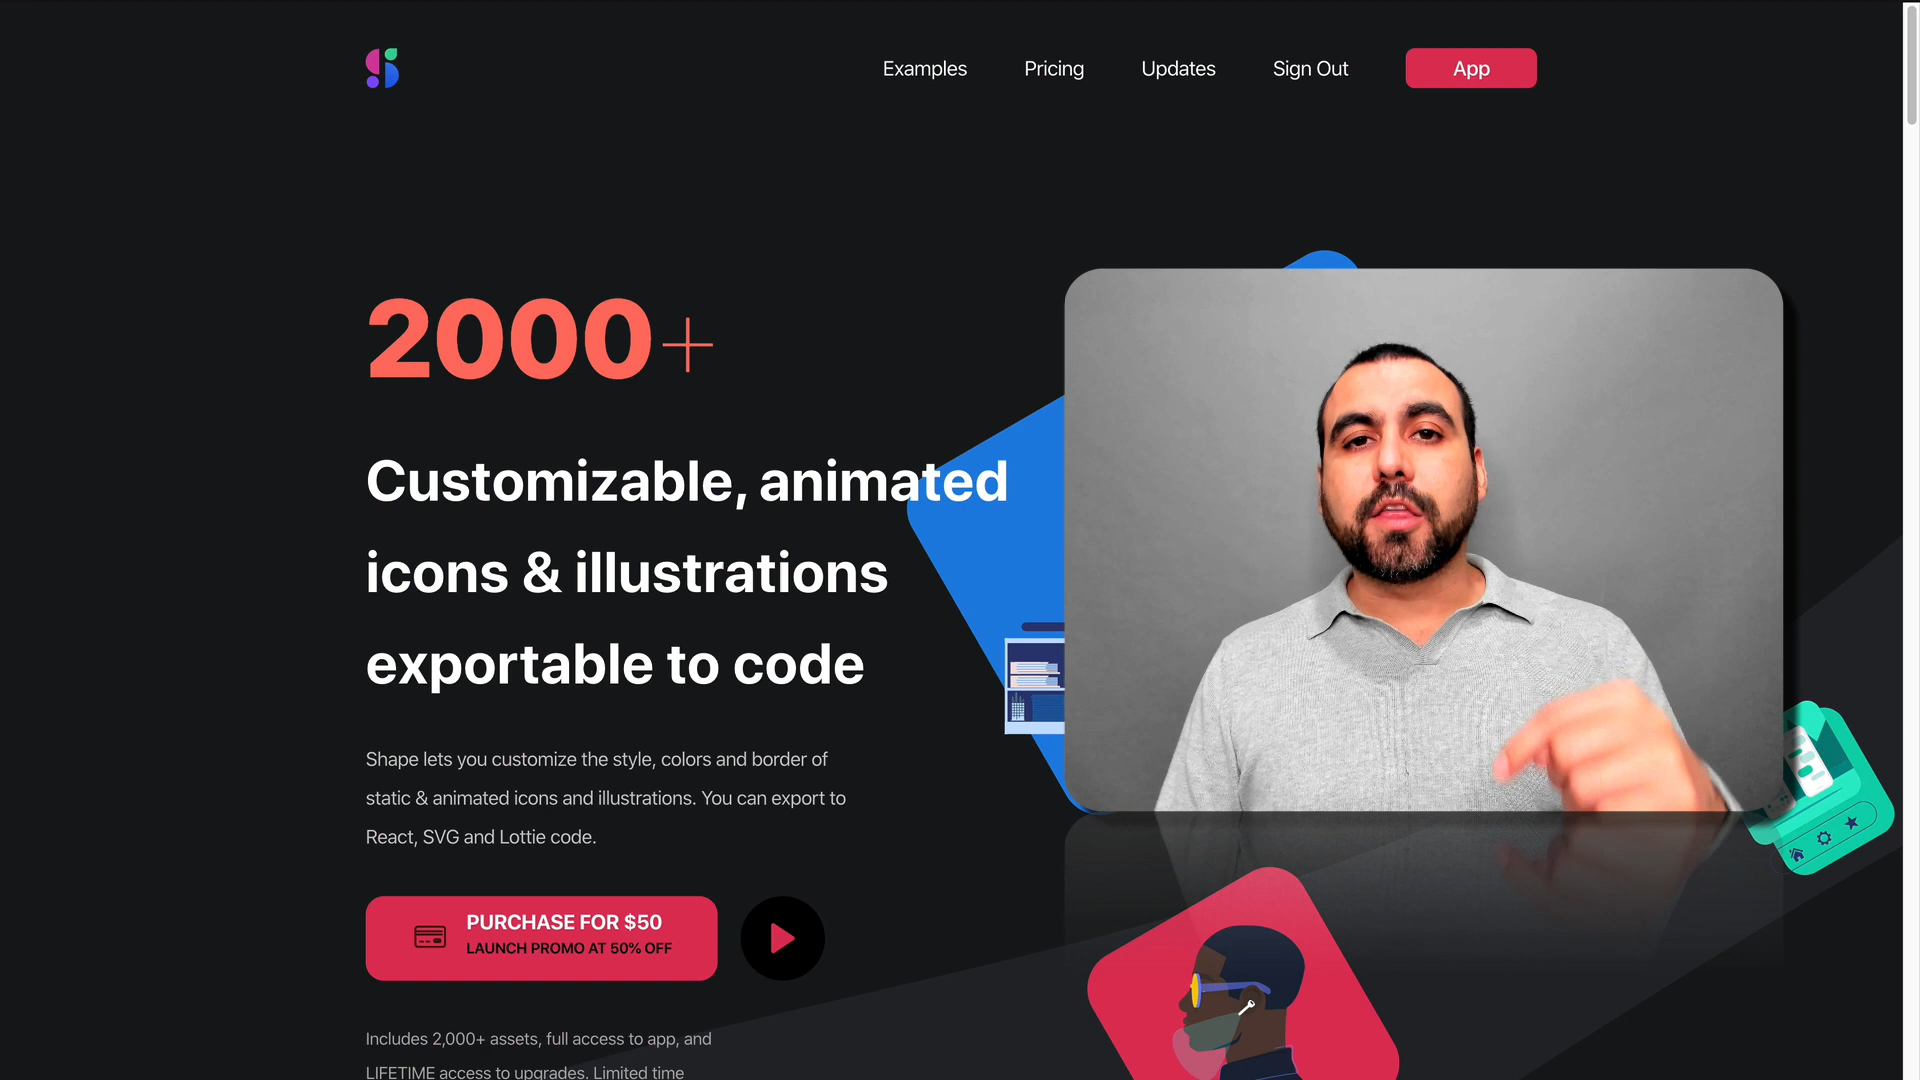 Examples
Pricing
Updates
Sign Out
App
2000+
Customizable, animated
icons & illustrations
exportable to code
Shape lets you customize the style, colors and border of
static & animated icons and illustrations. You can export to
React, SVG and Lottie code.
PURCHASE FOR $50
LAUNCH PROMO AT 50% OFF
Includes 2,000+ assets, full access to app, and
LIFETIME access to upgrades. Limited time